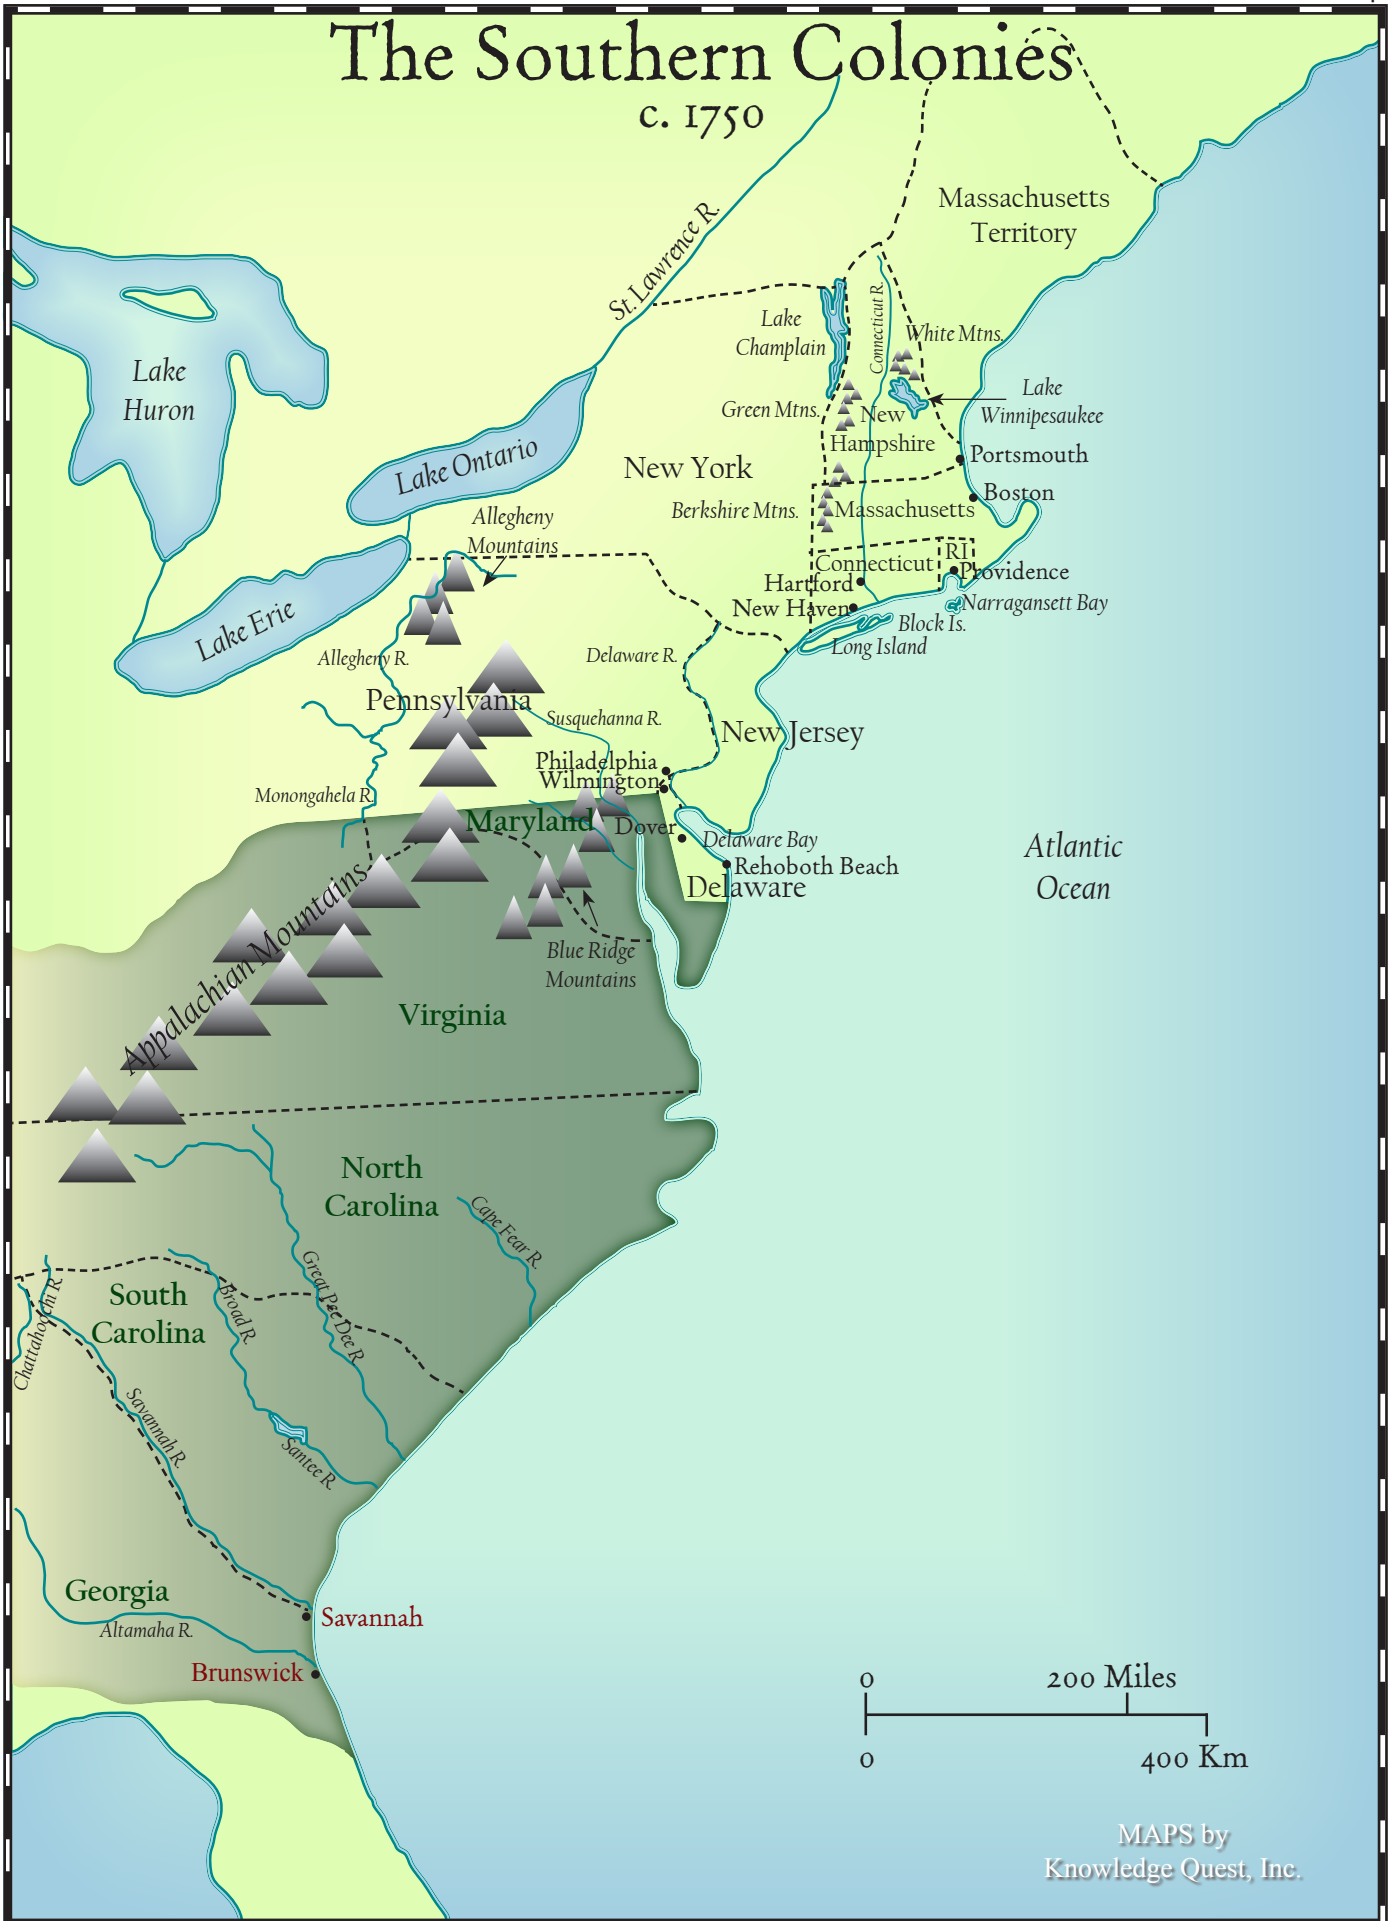 The Southern Colonies
c. 1750
Massachusetts
Territory
St. Lawrence R.
Lake
Champlain
Connecticut R.
White Mtns.
Lake
Huron
Lake
Winnipesaukee
Green Mtns.
New
Hampshire
Lake Ontario
New York
Portsmouth
Boston
Berkshire Mtns.
Massachusetts
Allegheny
Mountains
RI
Connecticut
Providence
Hartford
New Haven
Narragansett Bay
Block Is.
Long Island
Lake Erie
Allegheny R.
Delaware R.
Pennsylvania
Susquehanna R.
New Jersey
Philadelphia
Wilmington
Monongahela R.
Maryland
Dover
Delaware Bay
Rehoboth Beach
Delaware
Atlantic
Ocean
Appalachian Mountains
Blue Ridge
Mountains
Virginia
North
Carolina
Cape Fear R.
Great Pee Dee R.
South
Carolina
Broad R.
Chattahoochi R.
Savannah R.
Santee R.
Georgia
Altamaha R.
Savannah
Brunswick
0 200 Miles
0 400 Km
MAPS by
Knowledge Quest, Inc.